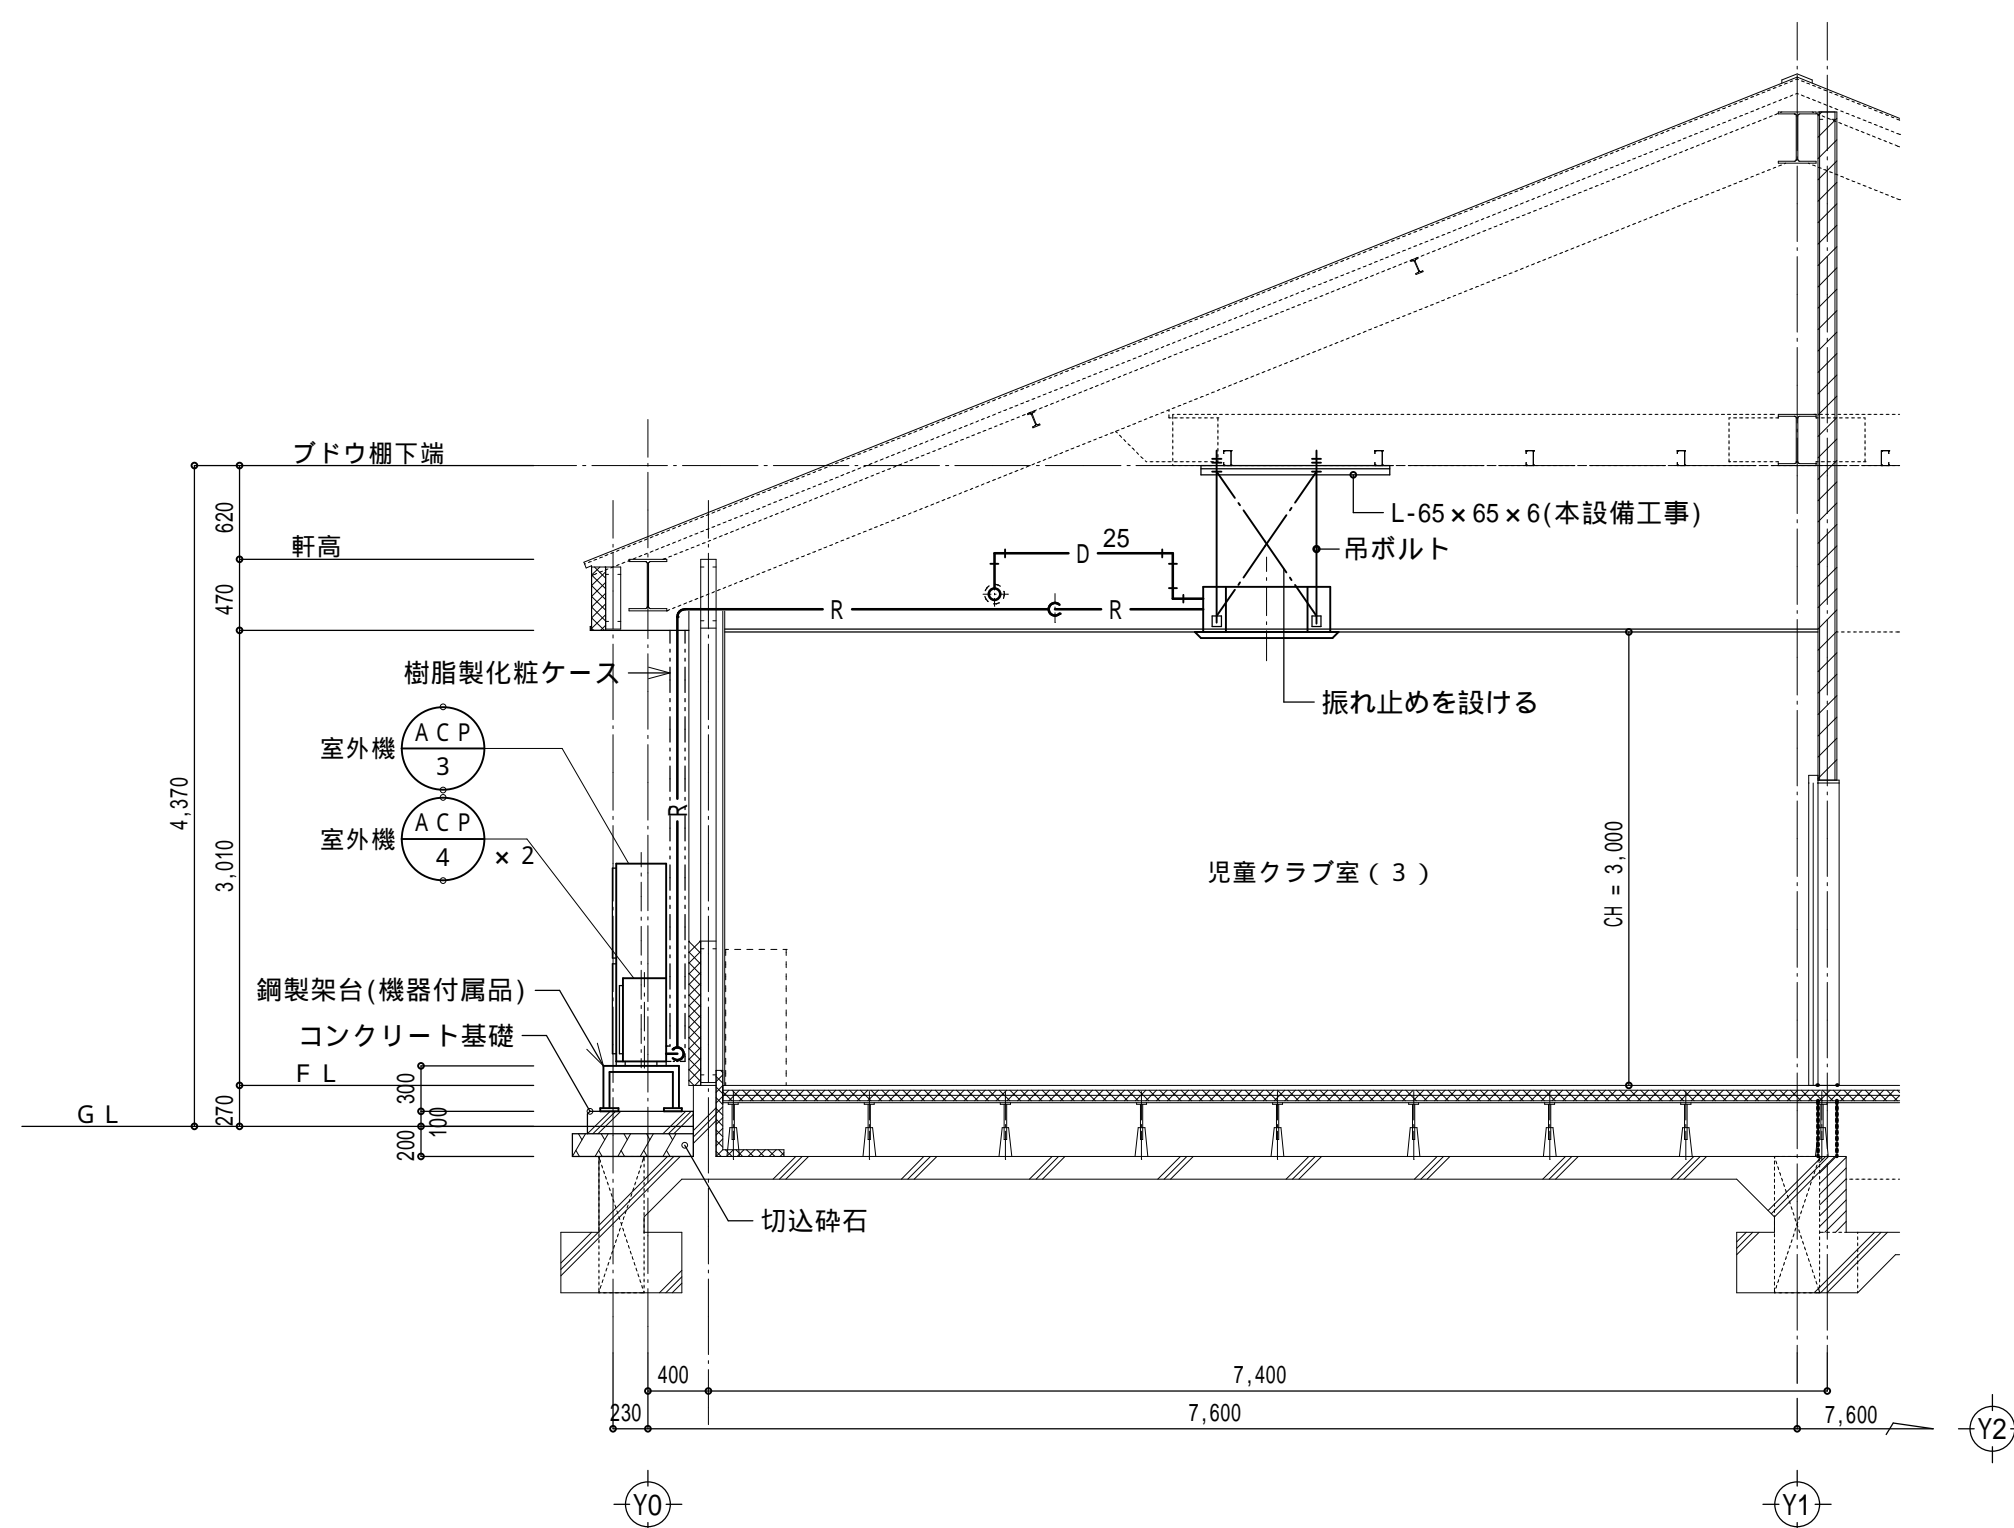 ブドウ棚下端
620
軒高
470
L-65×65×6(本設備工事)
吊ボルト
D
25
R
R
樹脂製化粧ケース
振れ止めを設ける
室外機
ACP
3
室外機
ACP
4
×2
R
4,370
3,010
児童クラブ室(3)
CH = 3,000
鋼製架台(機器付属品)
コンクリート基礎
FL
300
270
GL
100
200
切込砕石
400
7,400
230
7,600
7,600
Y2
Y0
Y1